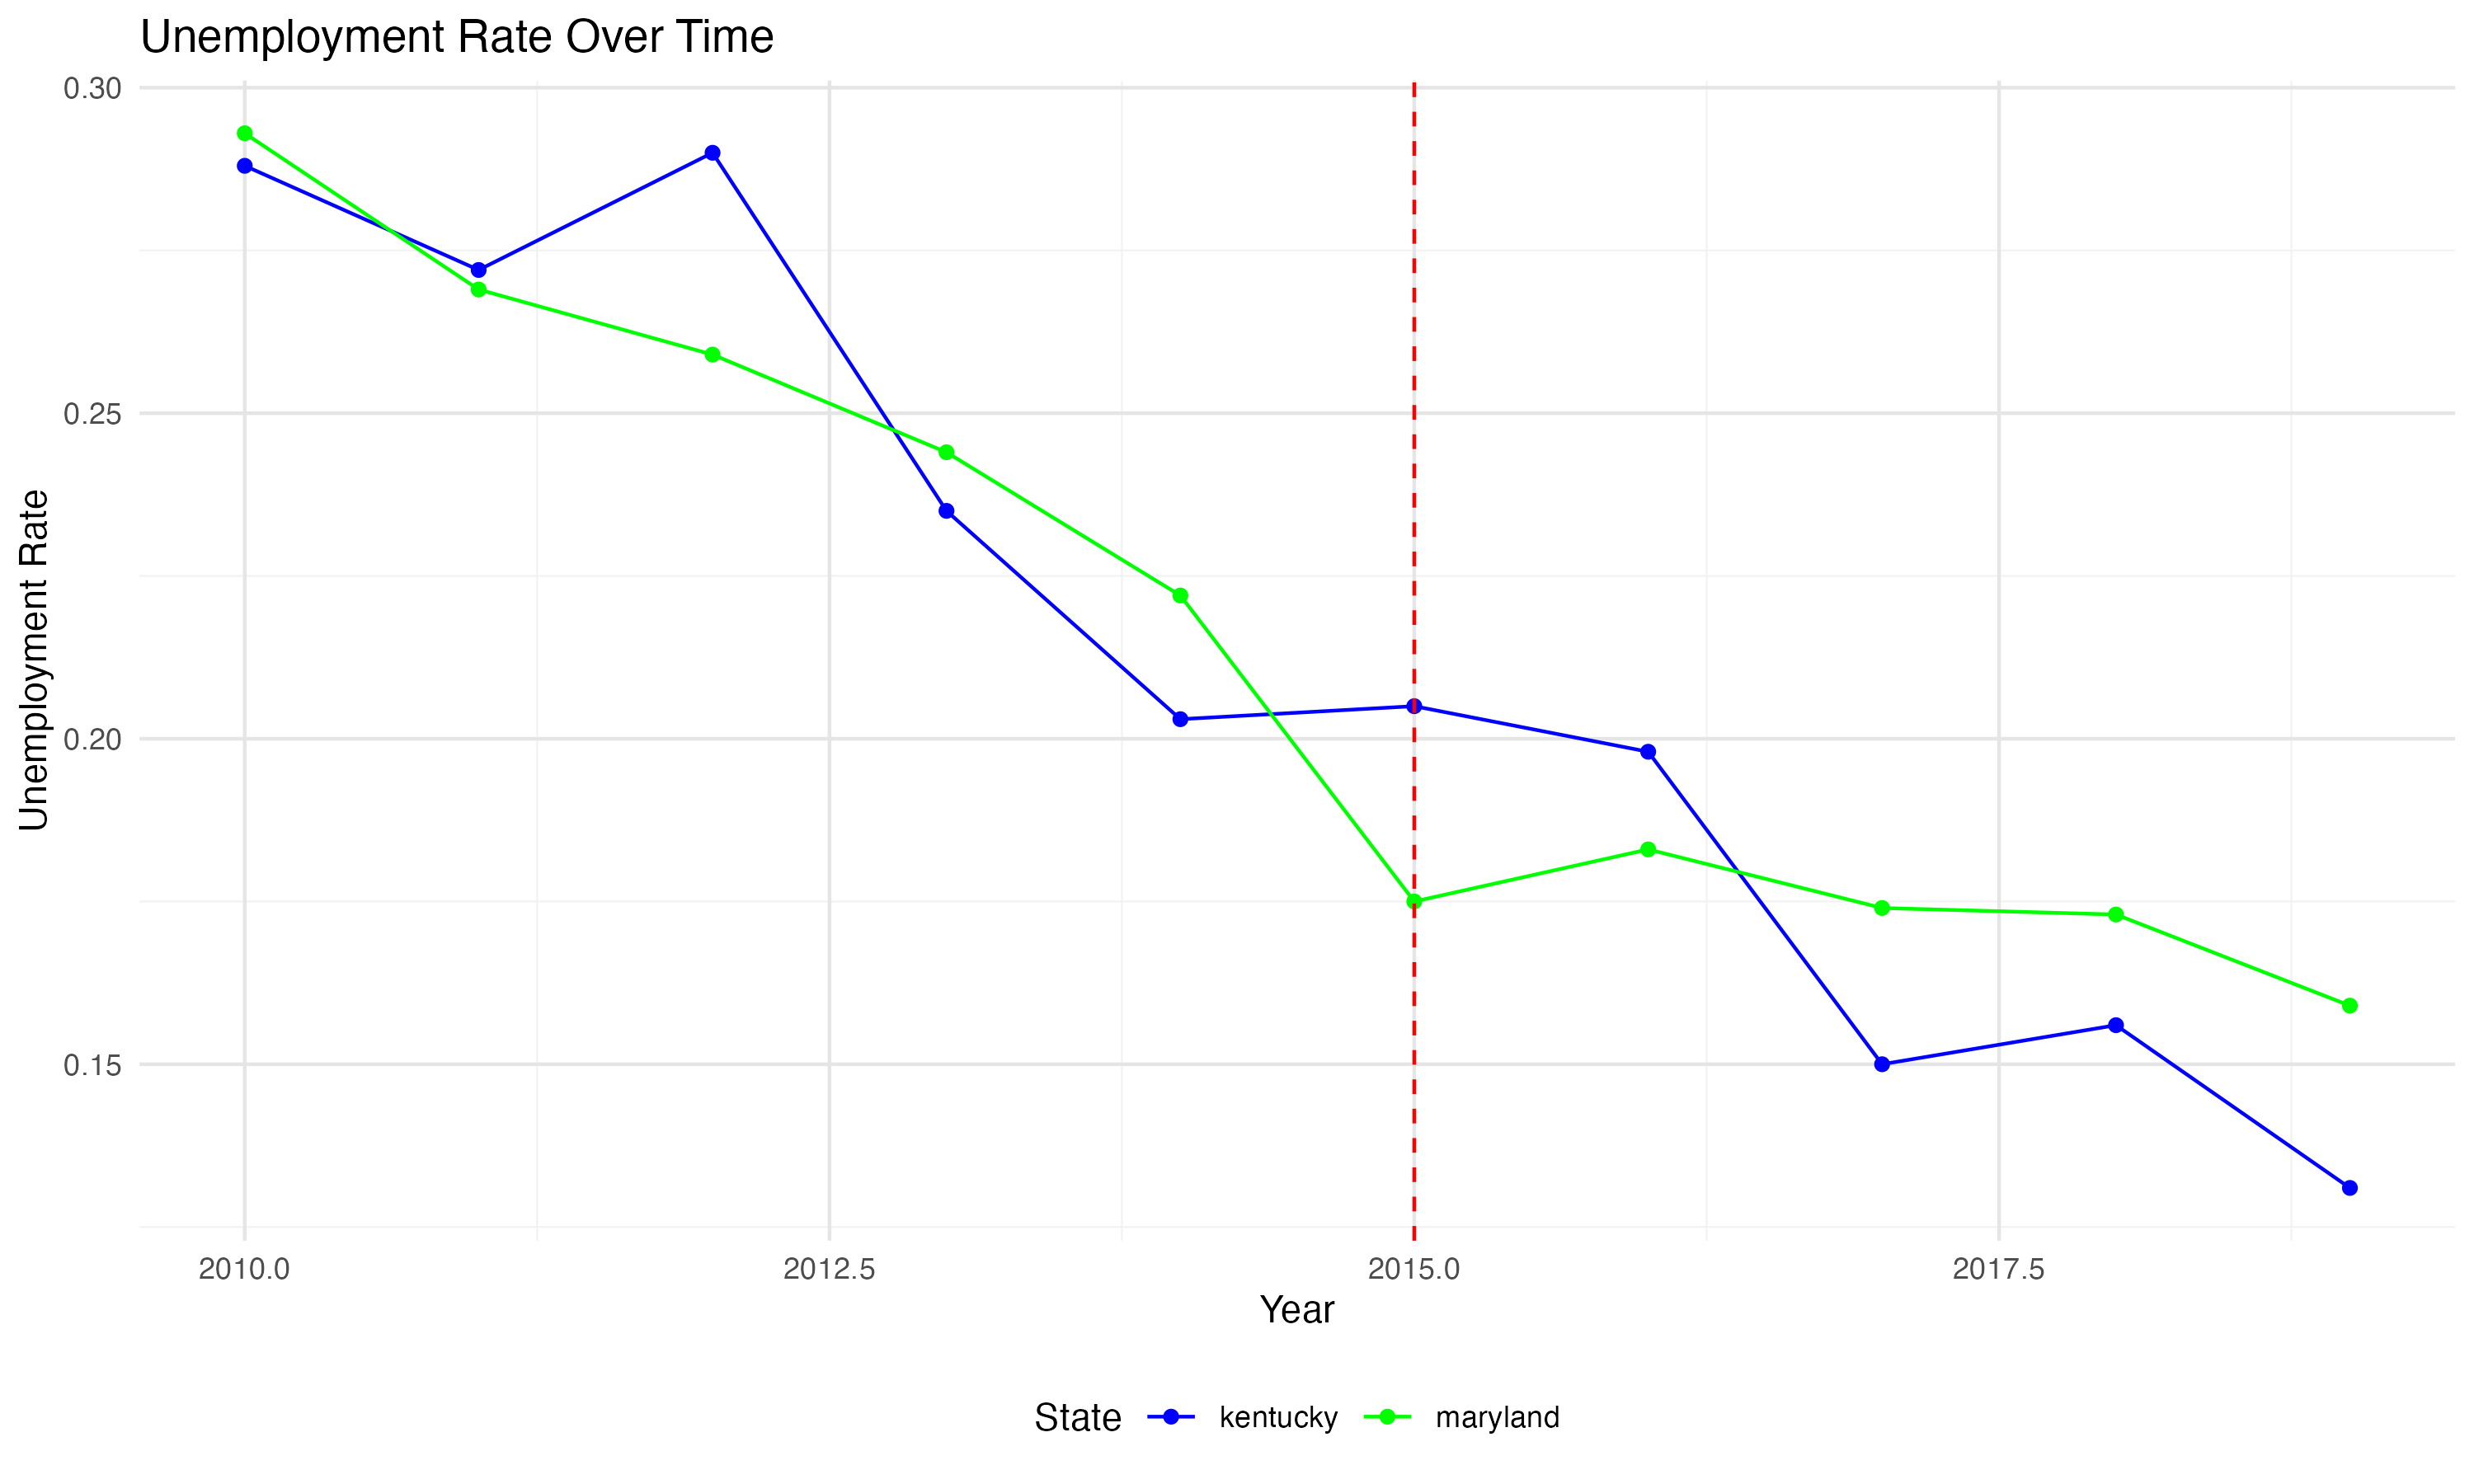 Unemployment Rate Over Time
0.30
0.25
0.20
0.15
Unemployment Rate
2010.0 2012.5 2015.0 2017.5
Year
State kentucky maryland